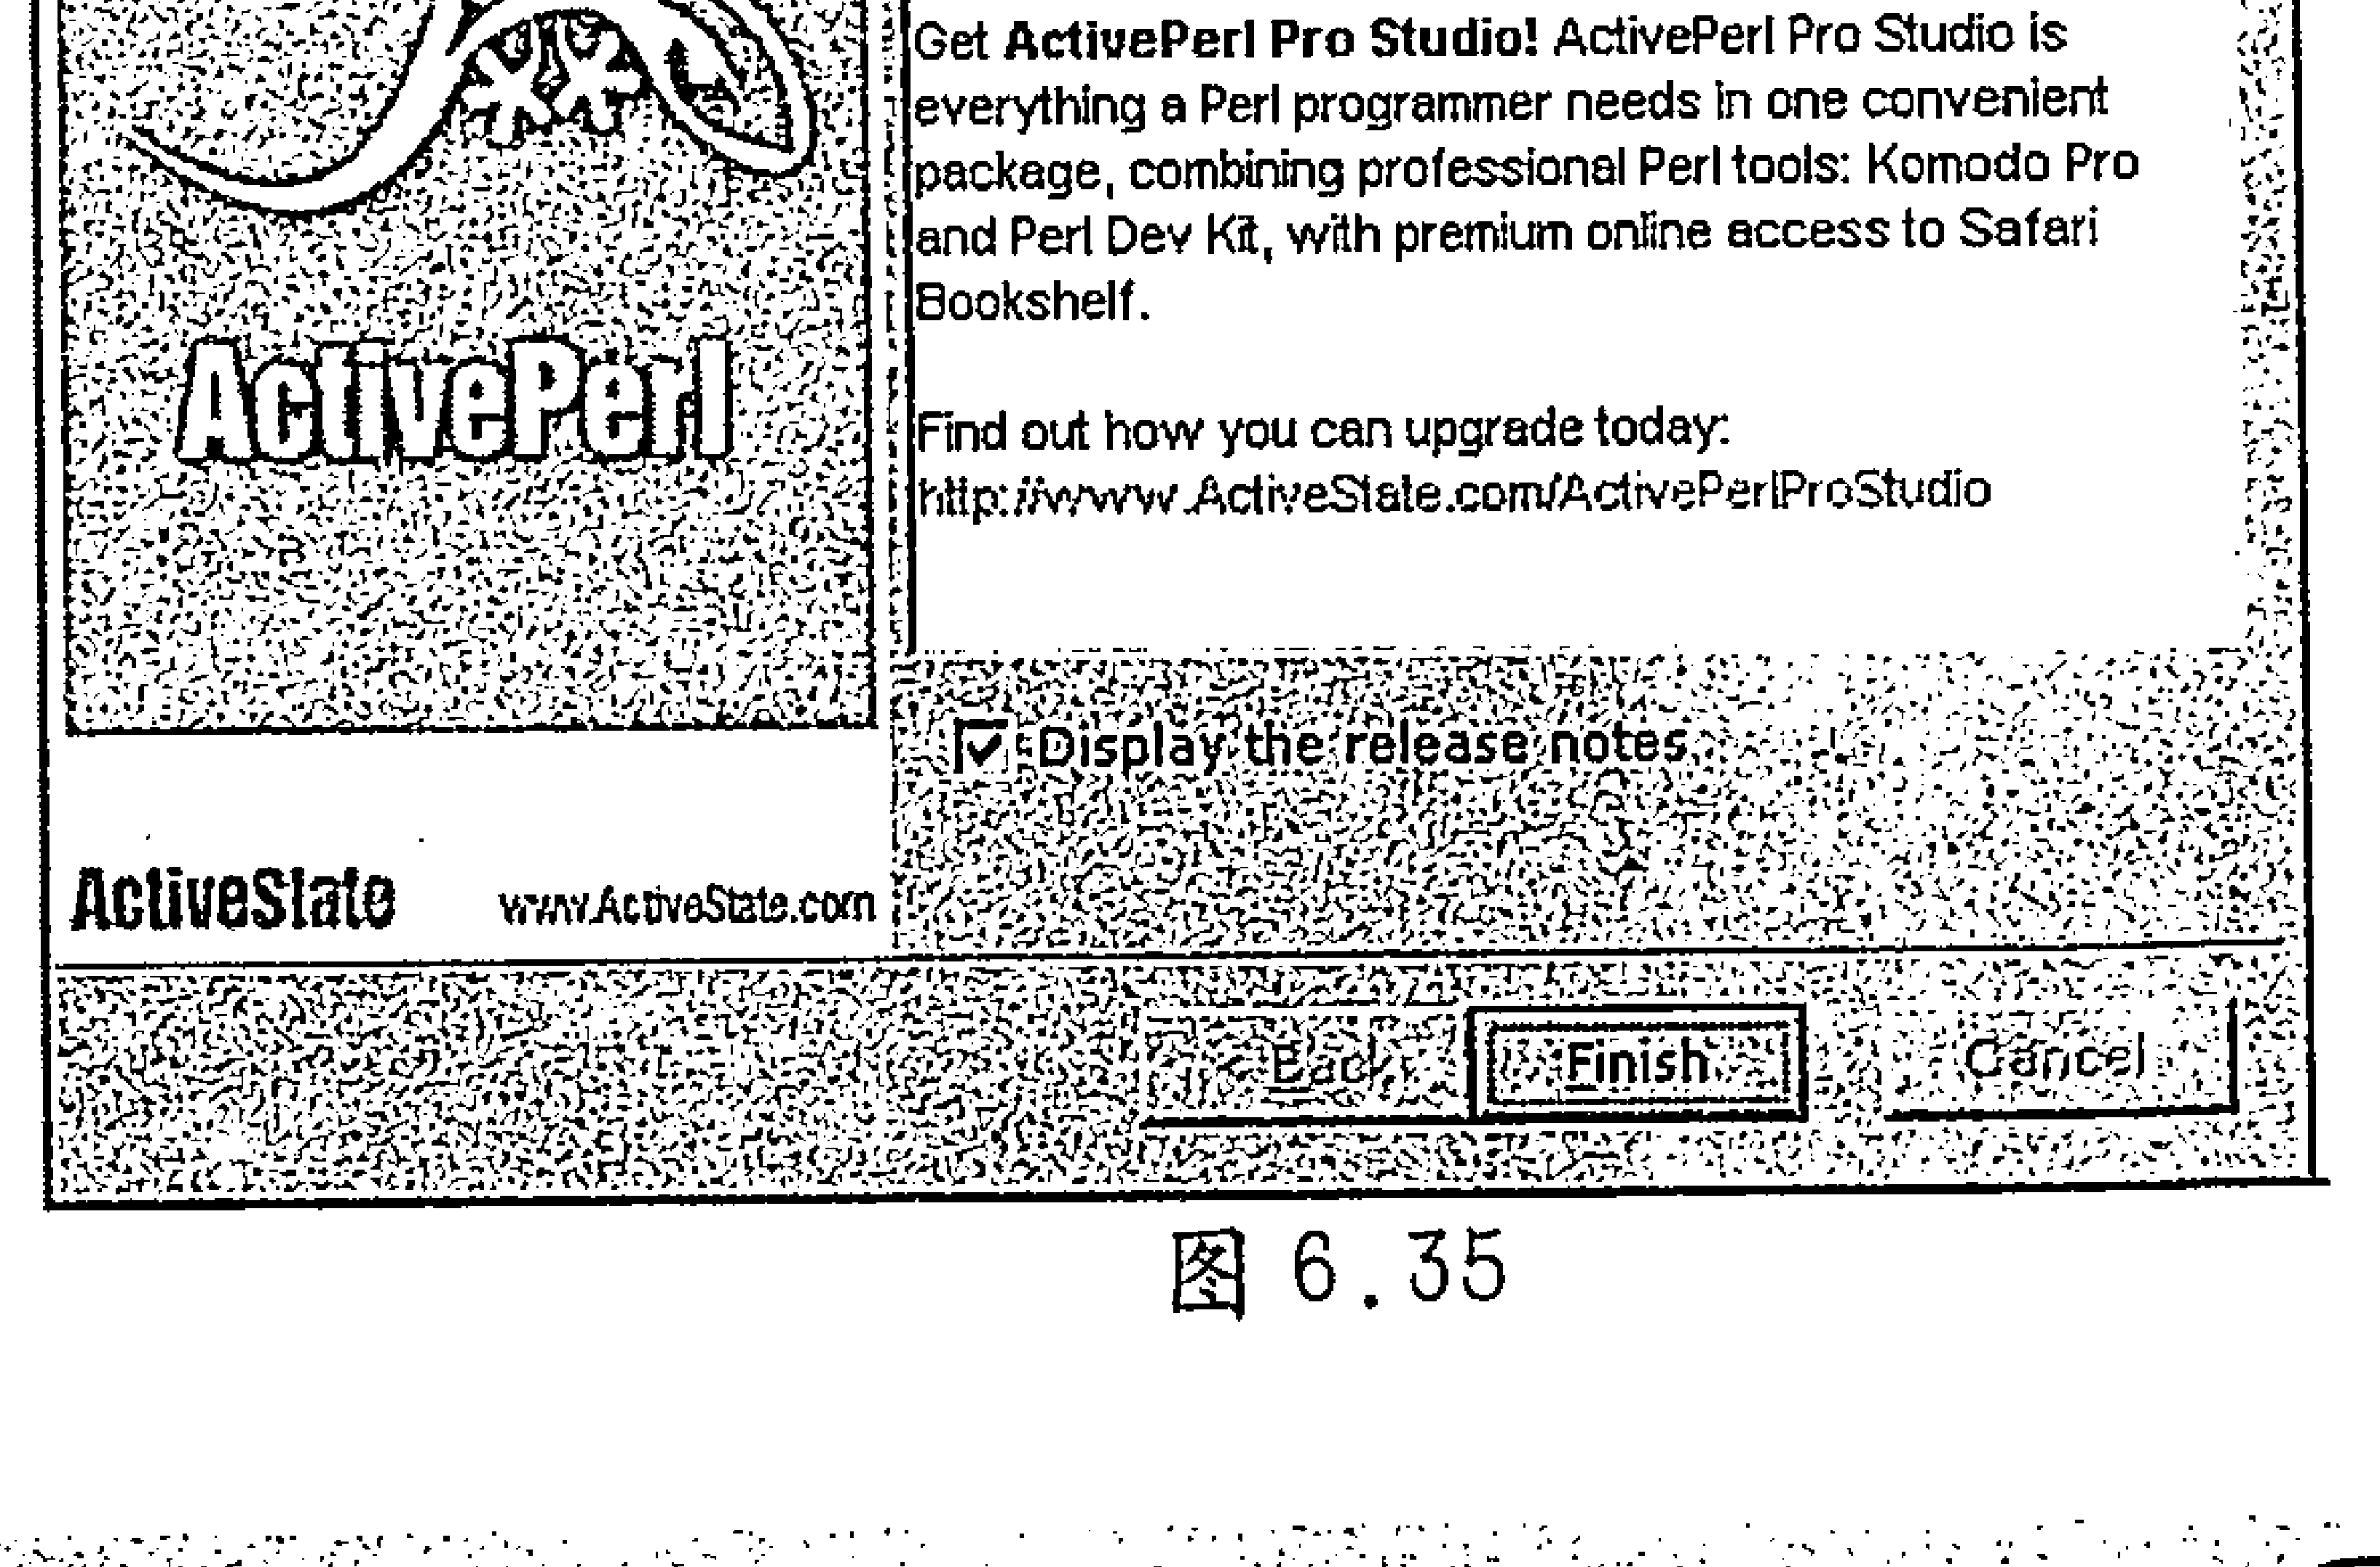 Get ActivePerl Pro Studio! ActivePerl Pro Studio is
everything a Perl programmer needs in one convenient
package, combining professional Perl tools: Komodo Pro
and Perl Dev Kit, with premium online access to Safari
Bookshelf.
ActivePerl
Find out how you can upgrade today:
http://www.ActiveState.com/ActivePerlProStudio
Display the release notes
ActiveState www.ActiveState.com
Back Finish Cancel
图 6.35